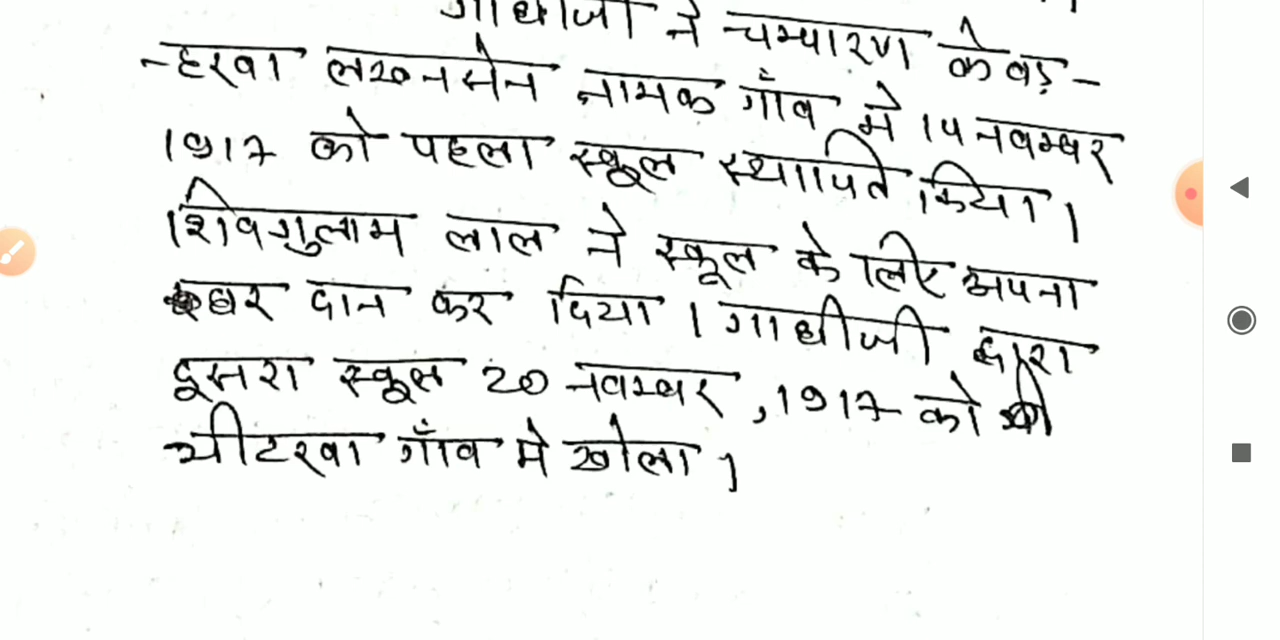 गाधीजी ने चम्पारण के बड़-
-हरवा लखनसेन नामक गाँव में 14 नवम्बर
1917 को पहला स्कूल स्थापित किया।
शिवगुलाम लाल ने स्कूल के लिए अपना
घर दान कर दिया। गाधीजी द्वारा
दूसरा स्कूल 20 नवम्बर, 1917 को
भीटरवा गाँव मे खोला।